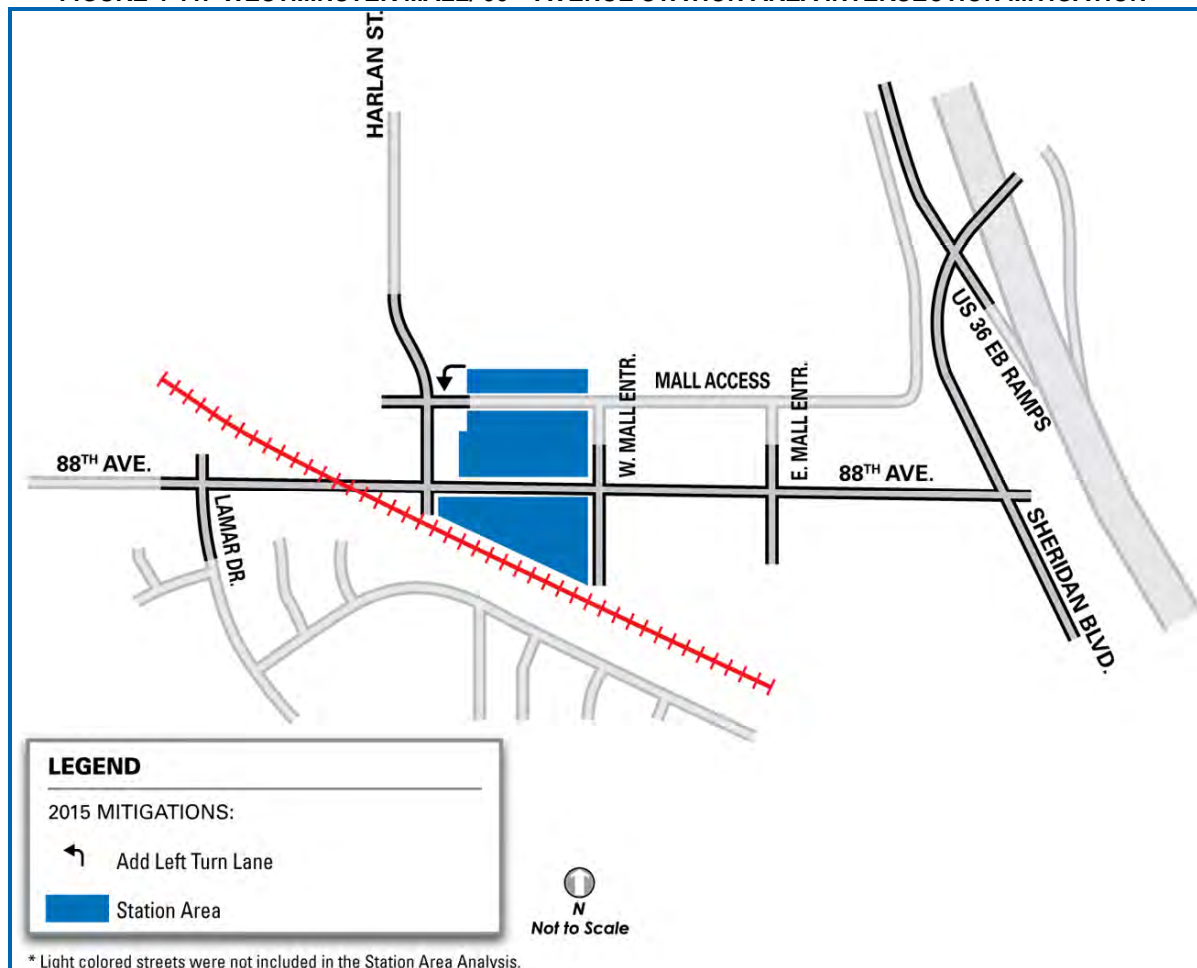 HARLAN ST.
US 36 EB RAMPS
MALL ACCESS
W. MALL ENTR.
E. MALL ENTR.
88TH AVE.
88TH AVE.
LAMAR DR.
SHERIDAN BLVD.
LEGEND
2015 MITIGATIONS:
Add Left Turn Lane
Station Area
N
Not to Scale
* Light colored streets were not included in the Station Area Analysis.